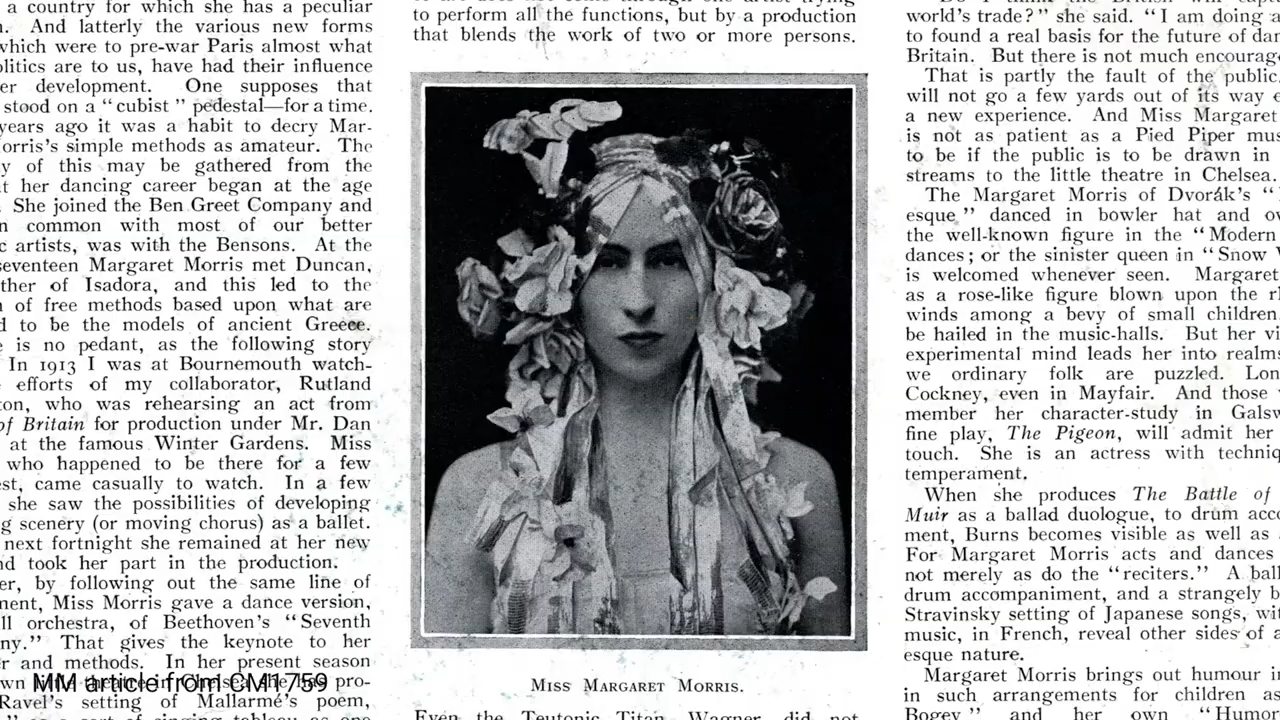 a country for which she has a peculiar
And latterly the various new forms
which were to pre-war Paris almost what
olitics are to us, have had their influence
er development. One supposes that
stood on a "cubist" pedestal—for a time.
years ago it was a habit to decry Mar-
orris's simple methods as amateur. The
y of this may be gathered from the
t her dancing career began at the age
She joined the Ben Greet Company and
n common with most of our better
c artists, was with the Bensons. At the
seventeen Margaret Morris met Duncan,
ther of Isadora, and this led to the
n of free methods based upon what are
d to be the models of ancient Greece.
e is no pedant, as the following story
In 1913 I was at Bournemouth watch-
efforts of my collaborator, Rutland
ton, who was rehearsing an act from
of Britain for production under Mr. Dan
at the famous Winter Gardens. Miss
who happened to be there for a few
est, came casually to watch. In a few
she saw the possibilities of developing
g scenery (or moving chorus) as a ballet.
next fortnight she remained at her new
nd took her part in the production.
er, by following out the same line of
ment, Miss Morris gave a dance version,
ll orchestra, of Beethoven's "Seventh
ny." That gives the keynote to her
r and methods. In her present season
wn pro-
Ravel's setting of Mallarmé's poem,
MM article from CM1759
to perform all the functions, but by a production
that blends the work of two or more persons.
MISS MARGARET MORRIS.
Even the Teutonic Titan, Wagner, did not
world's trade?" she said. "I am doing a
to found a real basis for the future of dan
Britain. But there is not much encourag
That is partly the fault of the public
will not go a few yards out of its way
a new experience. And Miss Margaret
is not as patient as a Pied Piper mu
to be if the public is to be drawn in
streams to the little theatre in Chelsea.
The Margaret Morris of Dvorák's "
esque," danced in bowler hat and ov
the well-known figure in the "Modern
dances; or the sinister queen in "Snow
is welcomed whenever seen. Margaret
as a rose-like figure blown upon the r
winds among a bevy of small children
be hailed in the music-halls. But her vi
experimental mind leads her into realm
we ordinary folk are puzzled. Lon
Cockney, even in Mayfair. And those
member her character-study in Galsw
fine play, The Pigeon, will admit her
touch. She is an actress with techniq
temperament.
When she produces The Battle of
Muir as a ballad duologue, to drum acco
ment, Burns becomes visible as well as
For Margaret Morris acts and dances
not merely as do the "reciters." A ball
drum accompaniment, and a strangely b
Stravinsky setting of Japanese songs, wi
music, in French, reveal other sides of a
esque nature.
Margaret Morris brings out humour i
in such arrangements for children as
Bogey" and her own "Humor